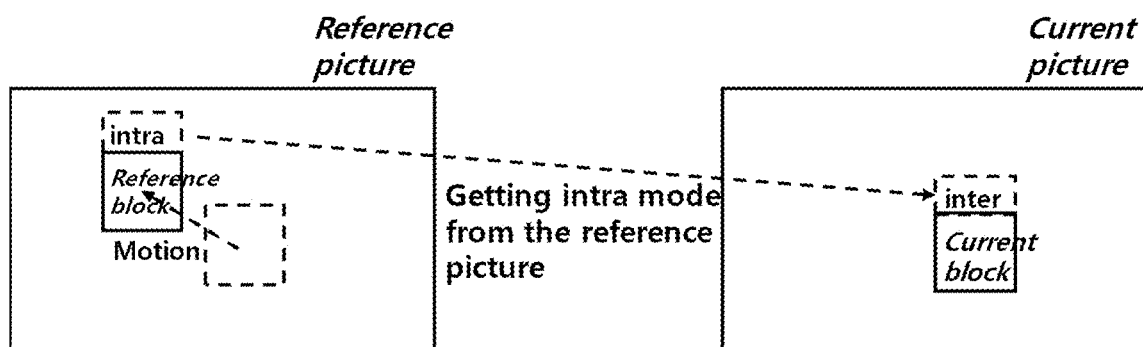 Reference
picture
Current
picture
intra
Reference
block
Motion
Getting intra mode
from the reference
picture
inter
Current
block